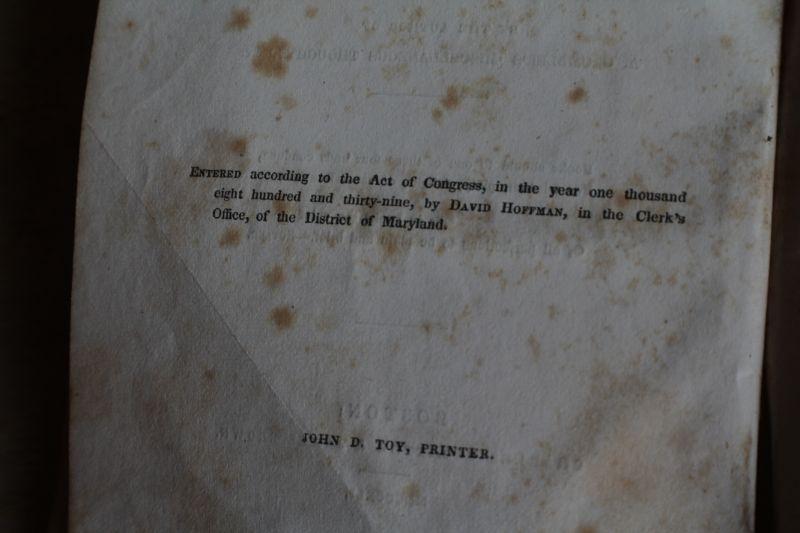 Entered according to the Act of Congress, in the year one thousand
eight hundred and thirty-nine, by David Hoffman, in the Clerk's
Office, of the District of Maryland.
JOHN D. TOY, PRINTER.